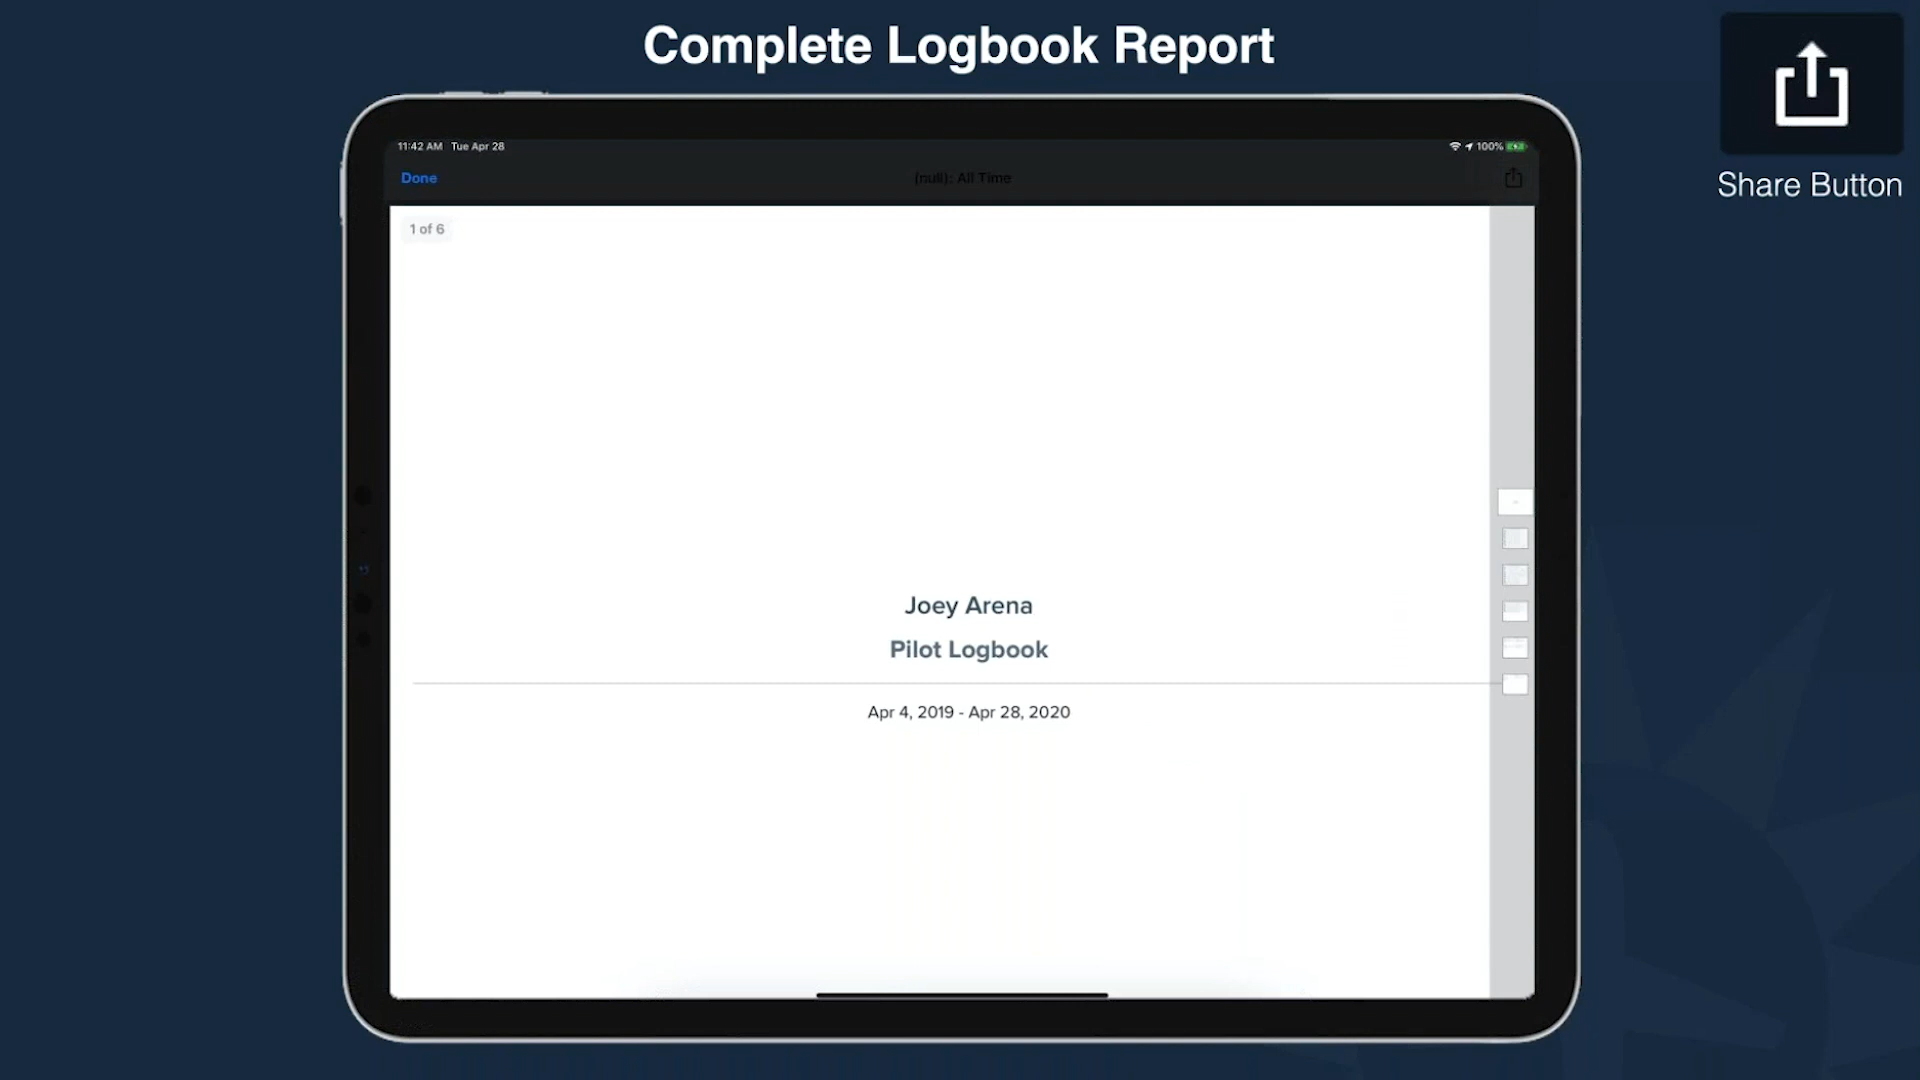 Complete Logbook Report
Share Button
11:42 AM Tue Apr 28
100%
Done
(null): All Time
1 of 6
Joey Arena
Pilot Logbook
Apr 4, 2019 - Apr 28, 2020